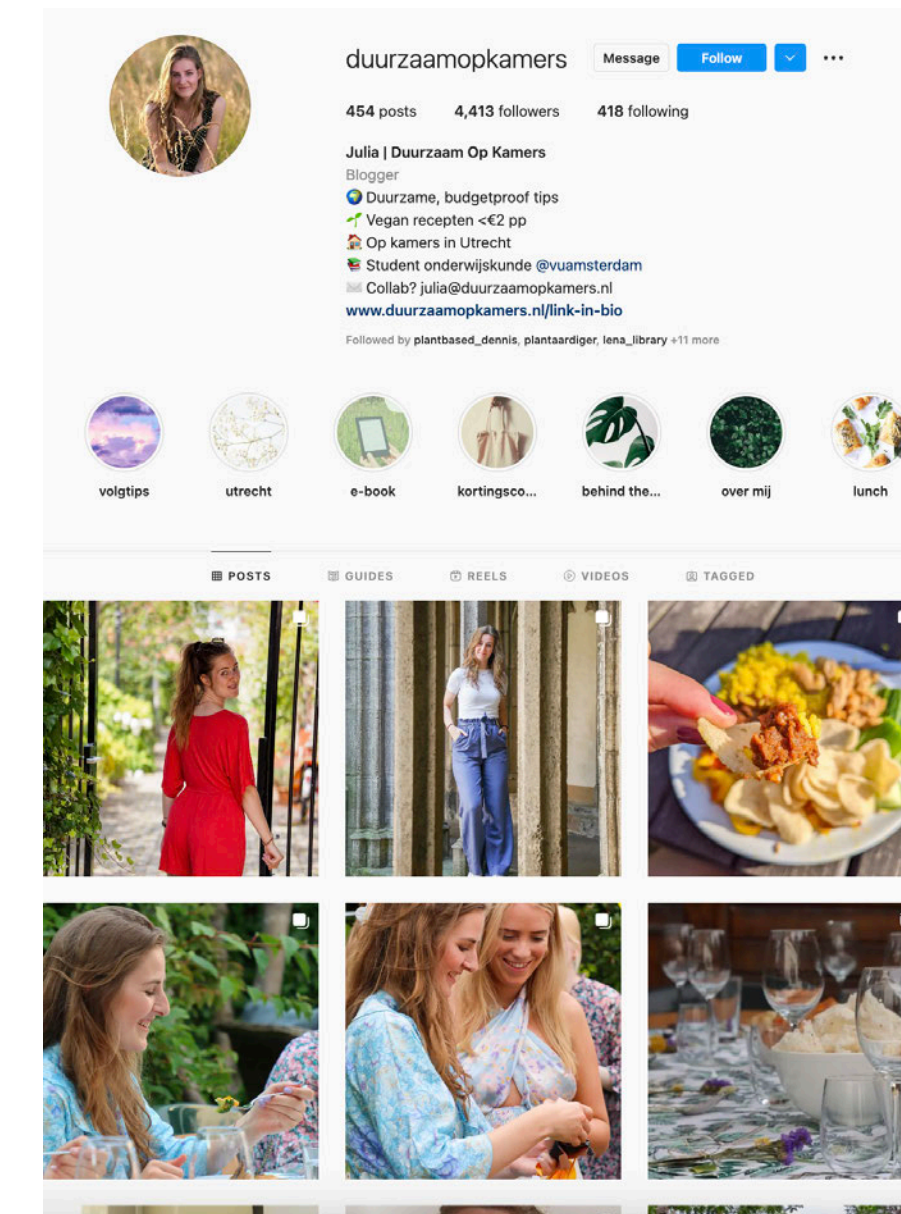 duurzaamopkamers Message Follow
454 posts 4,413 followers 418 following
Julia | Duurzaam Op Kamers
Blogger
🌍 Duurzame, budgetproof tips
🌱 Vegan recepten <€2 pp
🏠 Op kamers in Utrecht
📚 Student onderwijskunde @vuamsterdam
✉️ Collab? julia@duurzaamopkamers.nl
www.duurzaamopkamers.nl/link-in-bio
Followed by plantbased_dennis, plantaardiger, lena_library +11 more
volgtips utrecht e-book kortingsco... behind the... over mij lunch
POSTS GUIDES REELS VIDEOS TAGGED